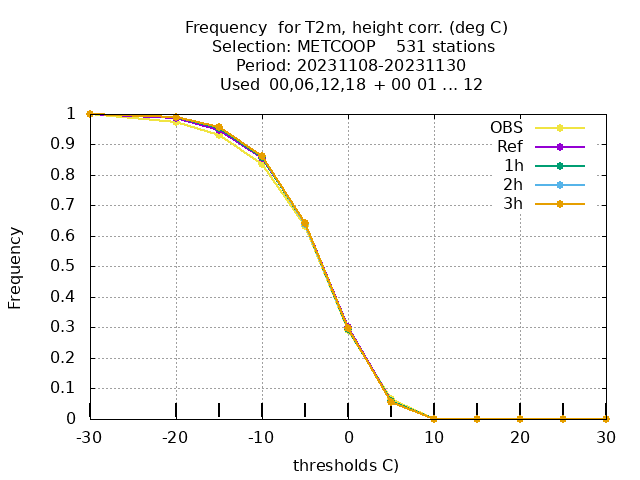 Frequency  for T2m, height corr. (deg C)
Selection: METCOOP    531 stations
Period: 20231108-20231130
Used  00,06,12,18  + 00 01 ... 12
1
0.9
0.8
0.7
0.6
0.5
0.4
0.3
0.2
0.1
0
Frequency
OBS
Ref
1h
2h
3h
-30 -20 -10 0 10 20 30
thresholds C)